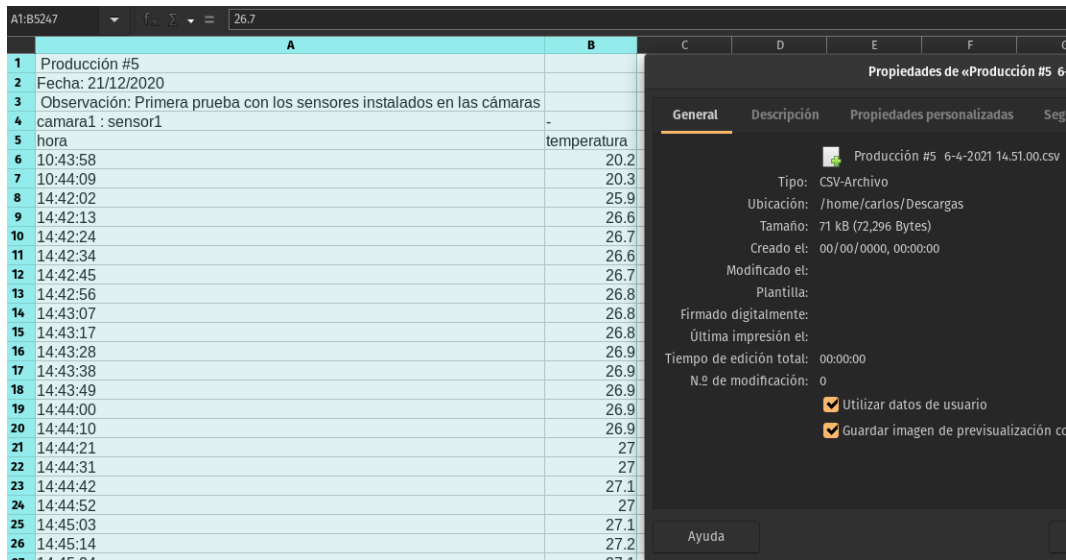 A1:B5247 fx Σ = 26.7
A B C D E F
1 Producción #5
2 Fecha: 21/12/2020
3 Observación: Primera prueba con los sensores instalados en las cámaras
4 camara1 : sensor1 -
5 hora temperatura
6 10:43:58 20.2
7 10:44:09 20.3
8 14:42:02 25.9
9 14:42:13 26.6
10 14:42:24 26.7
11 14:42:34 26.6
12 14:42:45 26.7
13 14:42:56 26.8
14 14:43:07 26.8
15 14:43:17 26.8
16 14:43:28 26.9
17 14:43:38 26.9
18 14:43:49 26.9
19 14:44:00 26.9
20 14:44:10 26.9
21 14:44:21 27
22 14:44:31 27
23 14:44:42 27.1
24 14:44:52 27
25 14:45:03 27.1
26 14:45:14 27.2
Propiedades de «Producción #5 6-
General Descripción Propiedades personalizadas Seg
Producción #5 6-4-2021 14.51.00.csv
Tipo: CSV-Archivo
Ubicación: /home/carlos/Descargas
Tamaño: 71 kB (72,296 Bytes)
Creado el: 00/00/0000, 00:00:00
Modificado el:
Plantilla:
Firmado digitalmente:
Última impresión el:
Tiempo de edición total: 00:00:00
N.º de modificación: 0
Utilizar datos de usuario
Guardar imagen de previsualización co
Ayuda